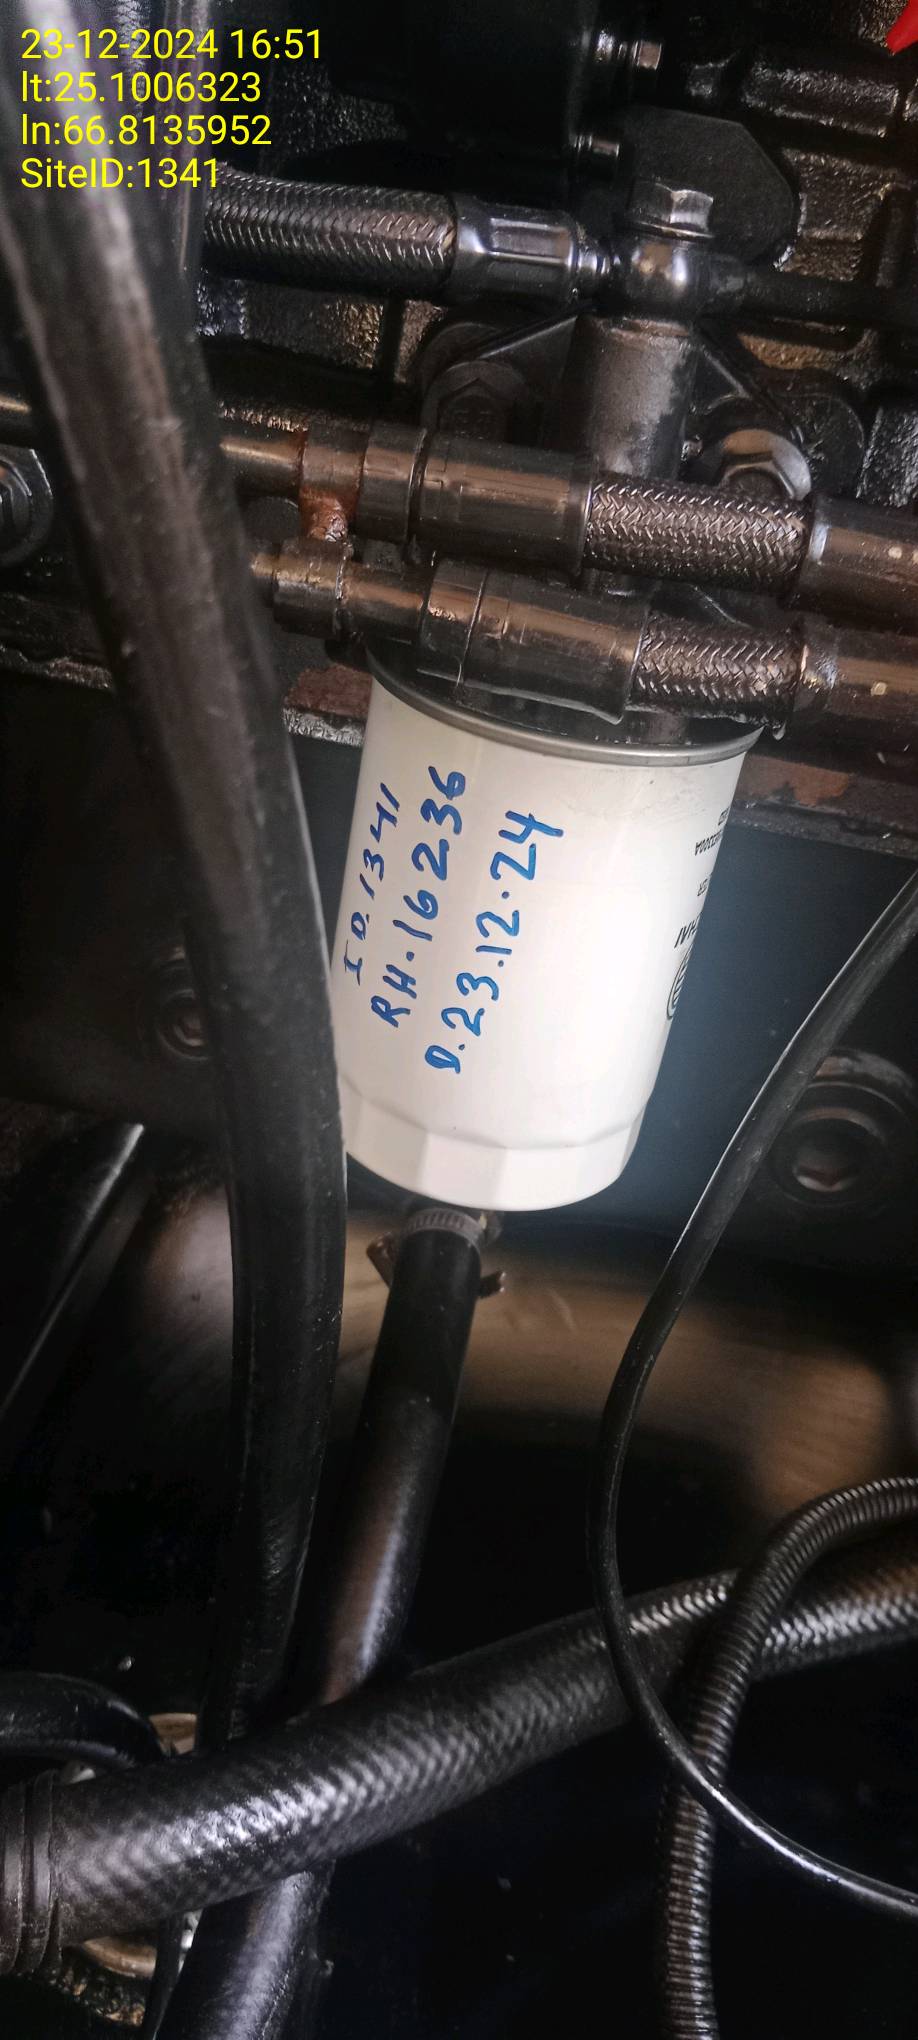 23-12-2024 16:51
lt:25.1006323
ln:66.8135952
SiteID:1341
I D.1341
RH.16236
D.23.12.24